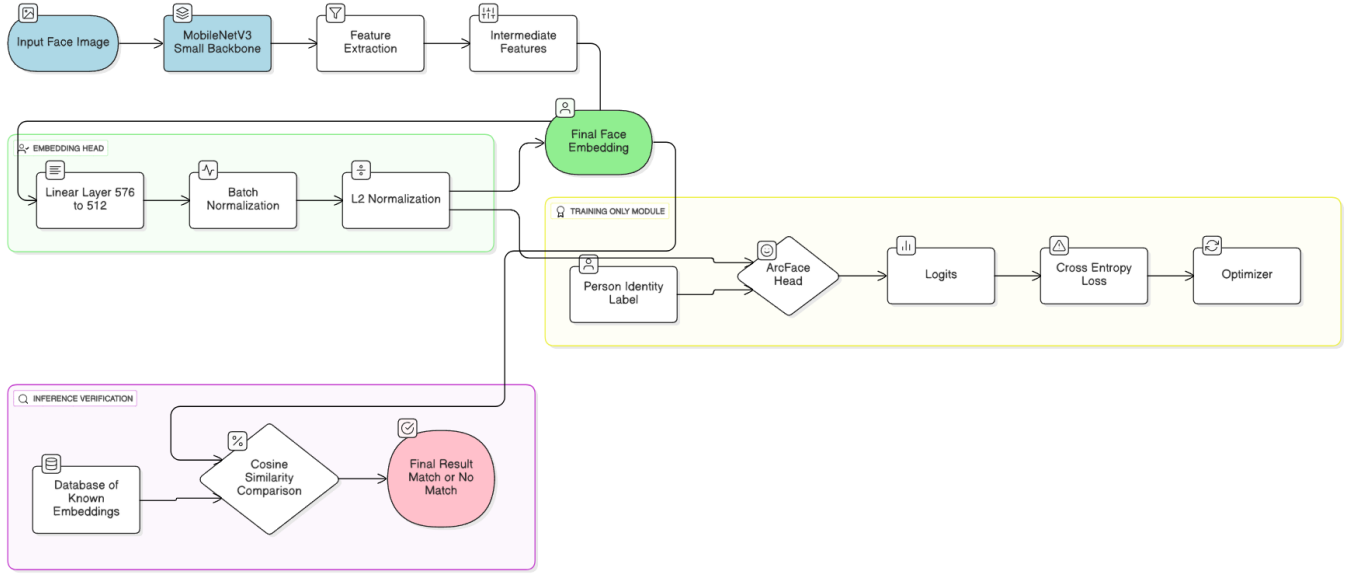 Input Face Image
MobileNetV3
Small Backbone
Feature
Extraction
Intermediate
Features
Final Face
Embedding
EMBEDDING HEAD
Linear Layer 576
to 512
Batch
Normalization
L2 Normalization
TRAINING ONLY MODULE
Person Identity
Label
ArcFace
Head
Logits
Cross Entropy
Loss
Optimizer
INFERENCE VERIFICATION
Database of
Known
Embeddings
Cosine
Similarity
Comparison
Final Result
Match or No
Match